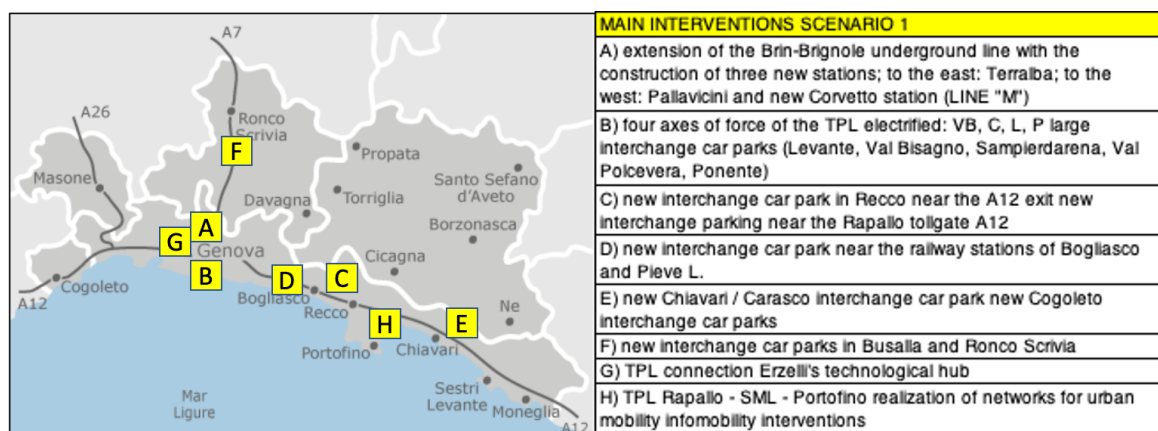 A7
A26
Ronco
Scrivia
F
Propata
Masone
Santo Sefano
d'Aveto
Davagna
Torriglia
A
Borzonasca
G
Genova
Cicagna
B
D
C
Cogoleto
A12
Bogliasco
Ne
Recco
H
E
Portofino
Chiavari
Mar
Ligure
Sestri
Levante
Moneglia
A12
MAIN INTERVENTIONS SCENARIO 1
A) extension of the Brin-Brignole underground line with the
construction of three new stations; to the east: Terralba; to the
west: Pallavicini and new Corvetto station (LINE "M")
B) four axes of force of the TPL electrified: VB, C, L, P large
interchange car parks (Levante, Val Bisagno, Sampierdarena, Val
Polcevera, Ponente)
C) new interchange car park in Recco near the A12 exit new
interchange parking near the Rapallo tollgate A12
D) new interchange car park near the railway stations of Bogliasco
and Pieve L.
E) new Chiavari / Carasco interchange car park new Cogoleto
interchange car parks
F) new interchange car parks in Busalla and Ronco Scrivia
G) TPL connection Erzelli's technological hub
H) TPL Rapallo - SML - Portofino realization of networks for urban
mobility infomobility interventions